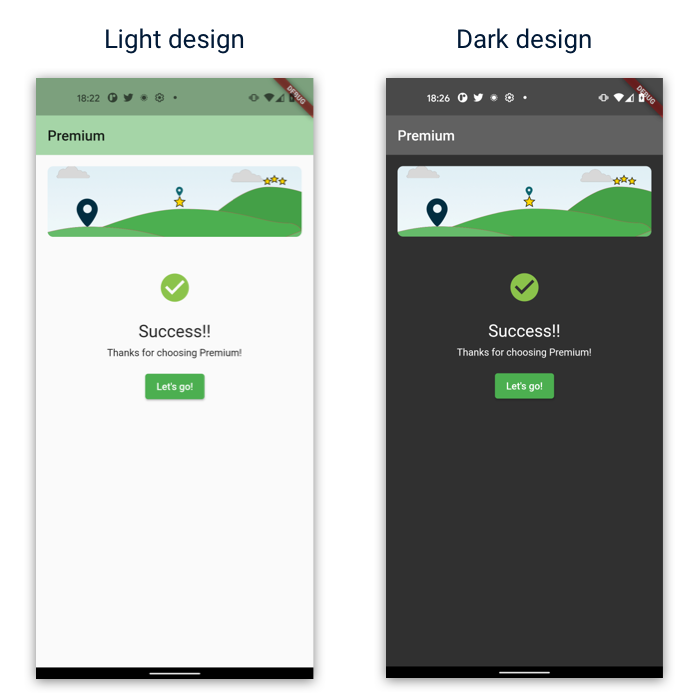 Light design
Dark design
18:22
DEBUG
Premium
Success!!
Thanks for choosing Premium!
Let's go!
18:26
DEBUG
Premium
Success!!
Thanks for choosing Premium!
Let's go!